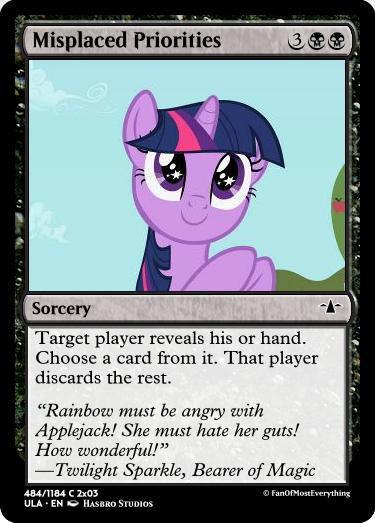 Misplaced Priorities 3
Sorcery
Target player reveals his or hand.
Choose a card from it. That player
discards the rest.
“Rainbow must be angry with
Applejack! She must hate her guts!
How wonderful!”
—Twilight Sparkle, Bearer of Magic
484/1184 C 2x03
ULA • EN Hasbro Studios
© FanOfMostEverything